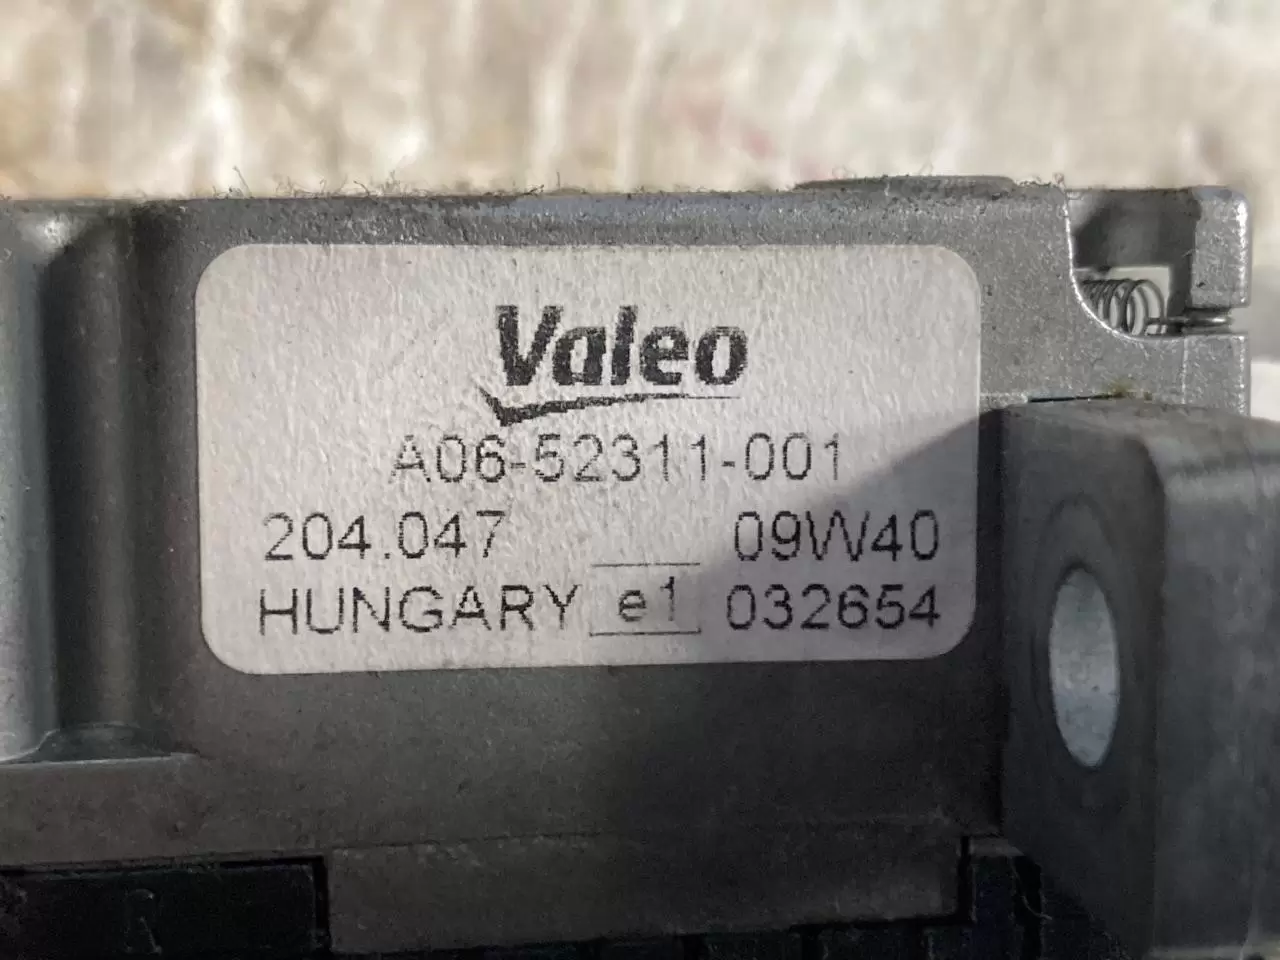 Valeo
A06-52311-001
204.047 09W40
HUNGARY e1 032654